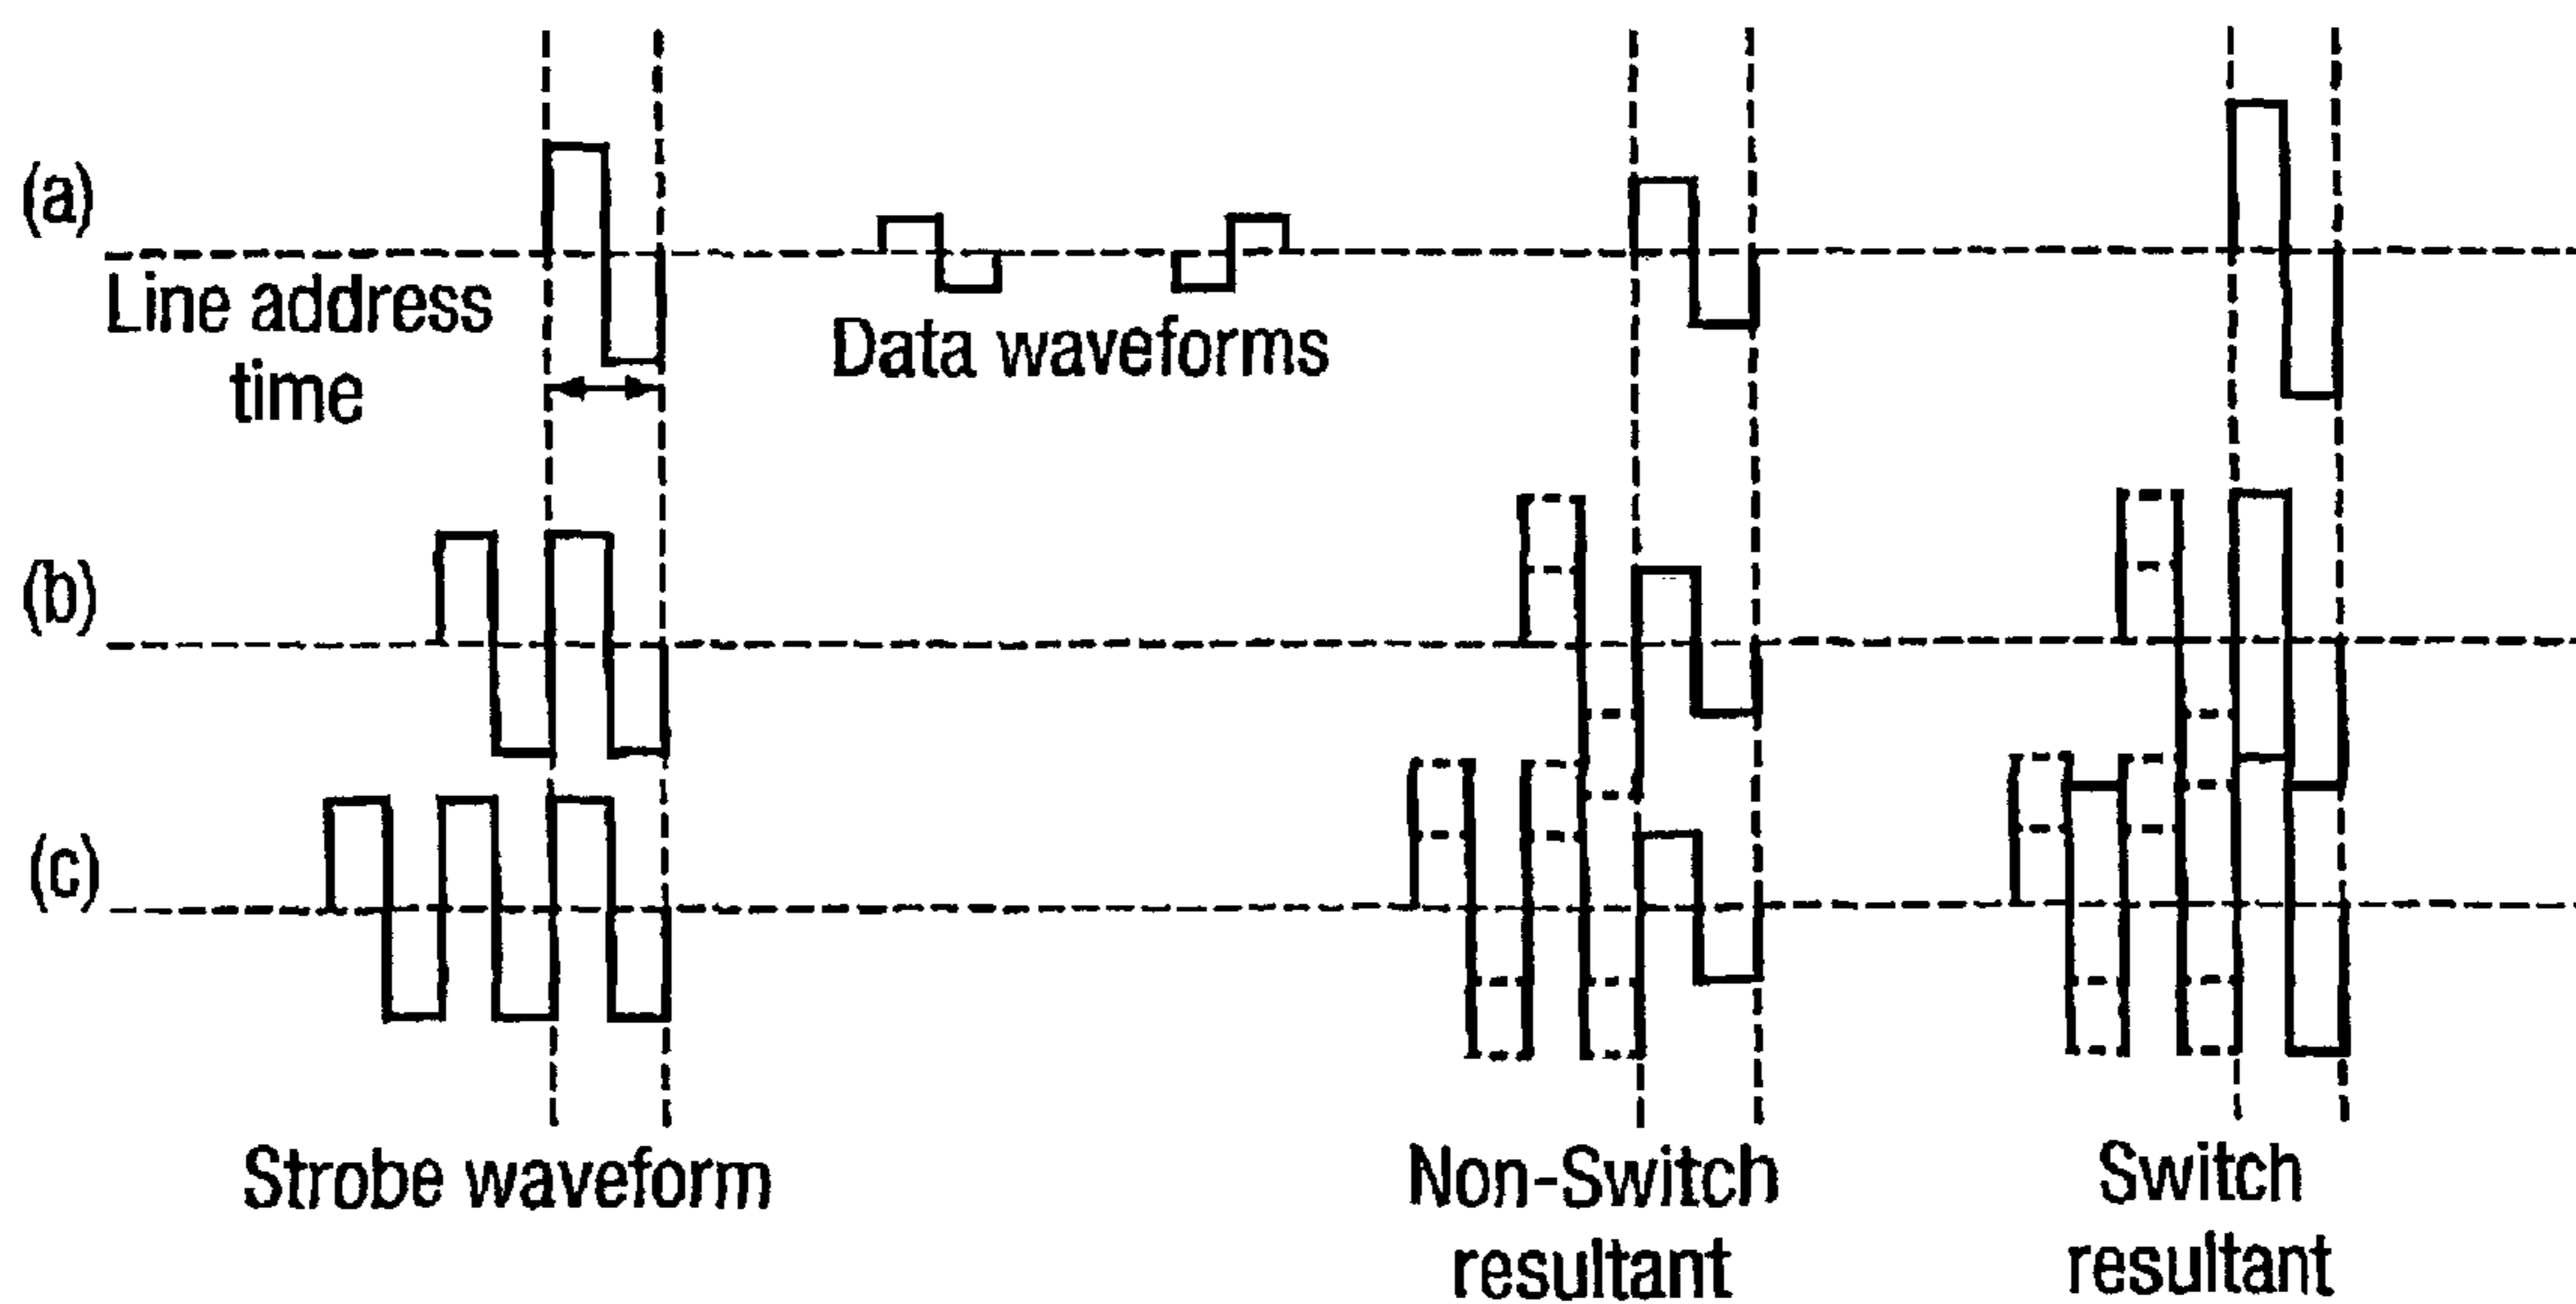 (a)
Line address
time
Data waveforms
(b)
(c)
Strobe waveform
Non-Switch
resultant
Switch
resultant